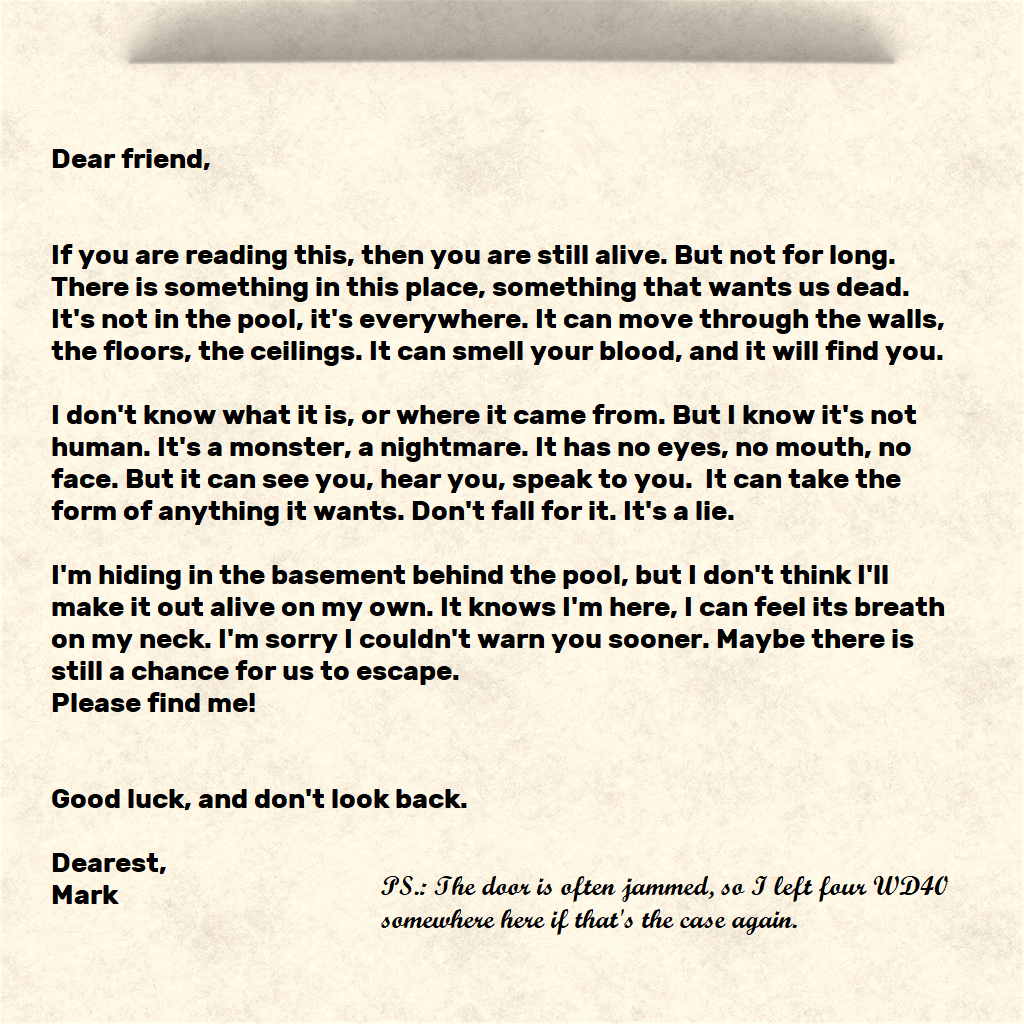 Dear friend,
If you are reading this, then you are still alive. But not for long.
There is something in this place, something that wants us dead.
It's not in the pool, it's everywhere. It can move through the walls,
the floors, the ceilings. It can smell your blood, and it will find you.
I don't know what it is, or where it came from. But I know it's not
human. It's a monster, a nightmare. It has no eyes, no mouth, no
face. But it can see you, hear you, speak to you.  It can take the
form of anything it wants. Don't fall for it. It's a lie.
I'm hiding in the basement behind the pool, but I don't think I'll
make it out alive on my own. It knows I'm here, I can feel its breath
on my neck. I'm sorry I couldn't warn you sooner. Maybe there is
still a chance for us to escape.
Please find me!
Good luck, and don't look back.
Dearest,
Mark
PS.: The door is often jammed, so I left four WD40
somewhere here if that's the case again.